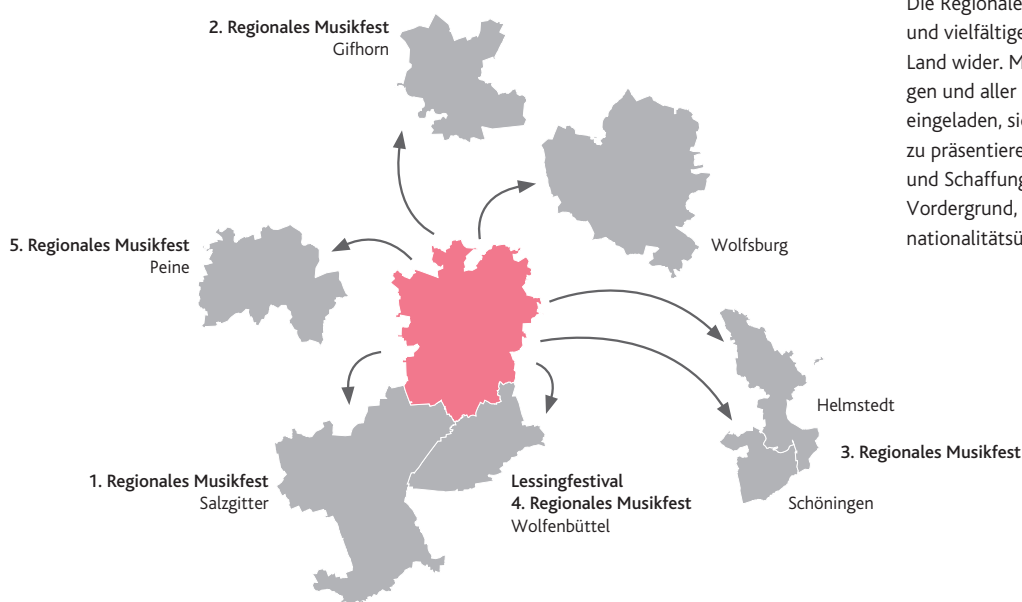 2. Regionales Musikfest
Gifhorn
Wolfsburg
5. Regionales Musikfest
Peine
Helmstedt
3. Regionales Musikfest
Schöningen
1. Regionales Musikfest
Salzgitter
Lessingfestival
4. Regionales Musikfest
Wolfenbüttel
Die Regionale
und vielfältige
Land wider. M
gen und aller
eingeladen, si
zu präsentiere
und Schaffung
Vordergrund,
nationalitätsü